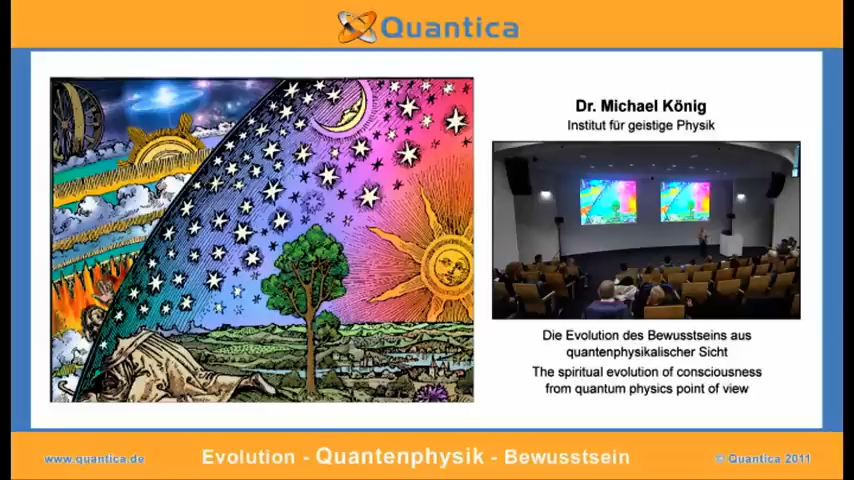 Quantica
Dr. Michael König
Institut für geistige Physik
Die Evolution des Bewusstseins aus
quantenphysikalischer Sicht
The spiritual evolution of consciousness
from quantum physics point of view
www.quantica.de
Evolution - Quantenphysik - Bewusstsein
© Quantica 2011